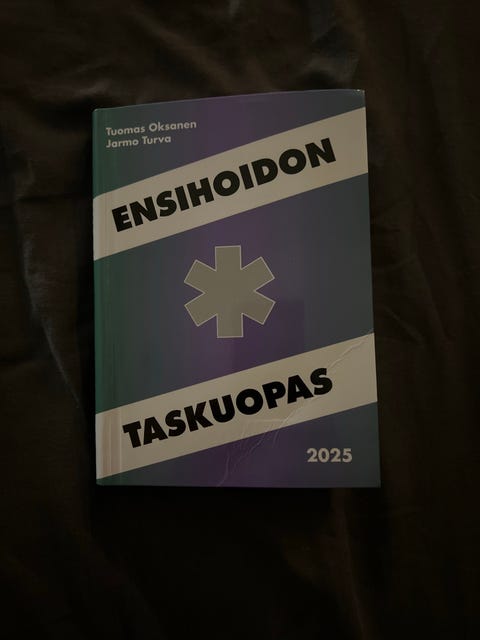 Tuomas Oksanen
Jarmo Turva
ENSIHOIDON
TASKUOPAS
2025